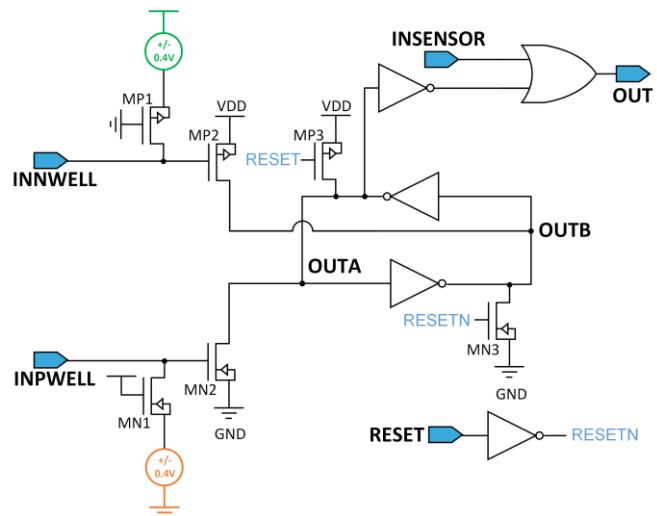 +/-
0.4V
INSENSOR
OUT
MP1
VDD
VDD
MP2
MP3
RESET
INNWELL
OUTB
OUTA
RESETN
MN3
INPWELL
MN2
MN1
GND
GND
+/-
0.4V
RESET
RESETN